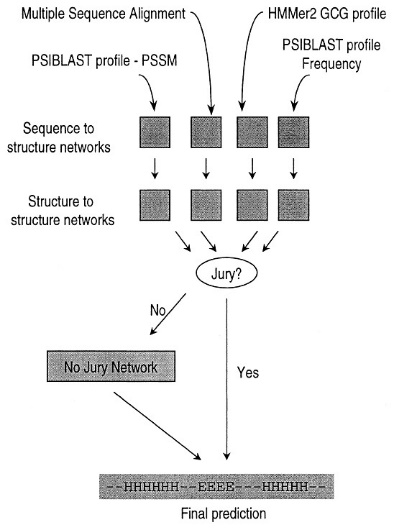 Multiple Sequence Alignment
HMMer2 GCG profile
PSIBLAST profile - PSSM
PSIBLAST profile
Frequency
Sequence to
structure networks
Structure to
structure networks
Jury?
No
No Jury Network
Yes
--HHHHHH--EEEE---HHHHH--
Final prediction